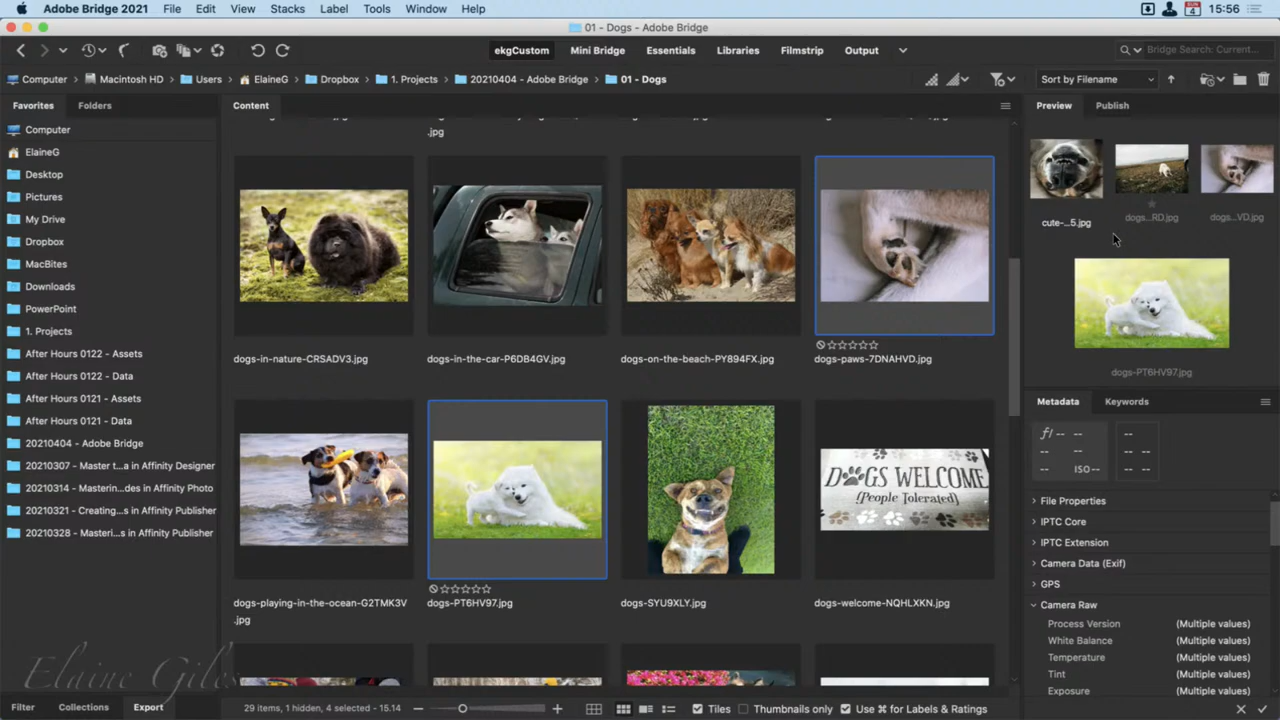 Adobe Bridge 2021 File Edit View Stacks Label Tools Window Help 15:56
01 - Dogs - Adobe Bridge
ekgCustom Mini Bridge Essentials Libraries Filmstrip Output Bridge Search: Current...
Computer Macintosh HD Users ElaineG Dropbox 1. Projects 20210404 - Adobe Bridge 01 - Dogs Sort by Filename
Favorites Folders
Computer
ElaineG
Desktop
Pictures
My Drive
Dropbox
MacBites
Downloads
PowerPoint
1. Projects
After Hours 0122 - Assets
After Hours 0122 - Data
After Hours 0121 - Assets
After Hours 0121 - Data
20210404 - Adobe Bridge
20210307 - Master t...a in Affinity Designer
20210314 - Mastering...des in Affinity Photo
20210321 - Creating...s in Affinity Publisher
20210328 - Masteri...s in Affinity Publisher
Content
.jpg
dogs-in-nature-CRSADV3.jpg
dogs-in-the-car-P6DB4GV.jpg
dogs-on-the-beach-PY894FX.jpg
dogs-paws-7DNAHVD.jpg
DOGS WELCOME
(People Tolerated)
dogs-playing-in-the-ocean-G2TMK3V
.jpg
dogs-PT6HV97.jpg
dogs-SYU9XLY.jpg
dogs-welcome-NQHLXKN.jpg
Preview Publish
cute-...5.jpg
dogs...RD.jpg
dogs...VD.jpg
dogs-PT6HV97.jpg
Metadata Keywords
f/ -- -- --
-- -- -- --
-- ISO-- -- --
File Properties
IPTC Core
IPTC Extension
Camera Data (Exif)
GPS
Camera Raw
Process Version (Multiple values)
White Balance (Multiple values)
Temperature (Multiple values)
Tint (Multiple values)
Exposure (Multiple values)
Elaine Giles
Filter Collections Export
29 items, 1 hidden, 4 selected - 15.14 Tiles Thumbnails only Use ⌘ for Labels & Ratings